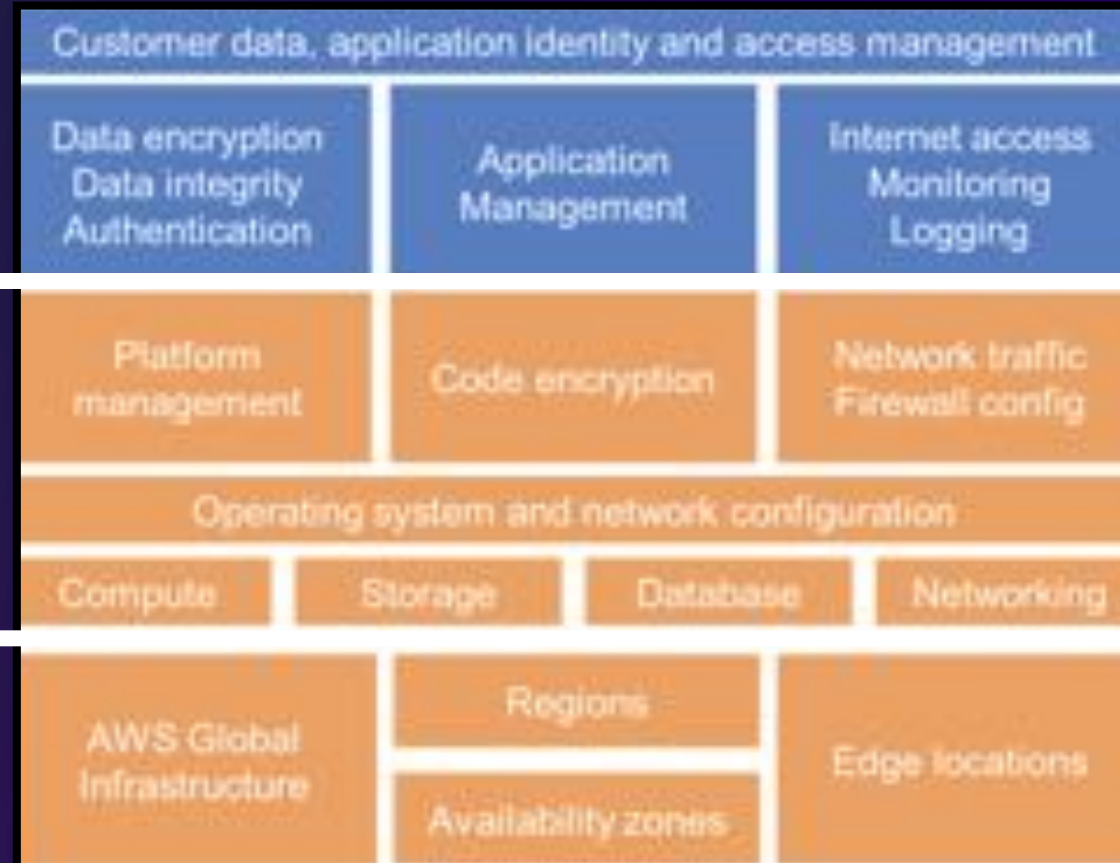 Customer data, application identity and access management
Data encryption
Data integrity
Authentication
Application
Management
Internet access
Monitoring
Logging
Platform
management
Code encryption
Network traffic
Firewall config
Operating system and network configuration
Compute
Storage
Database
Networking
AWS Global
Infrastructure
Regions
Availability zones
Edge locations